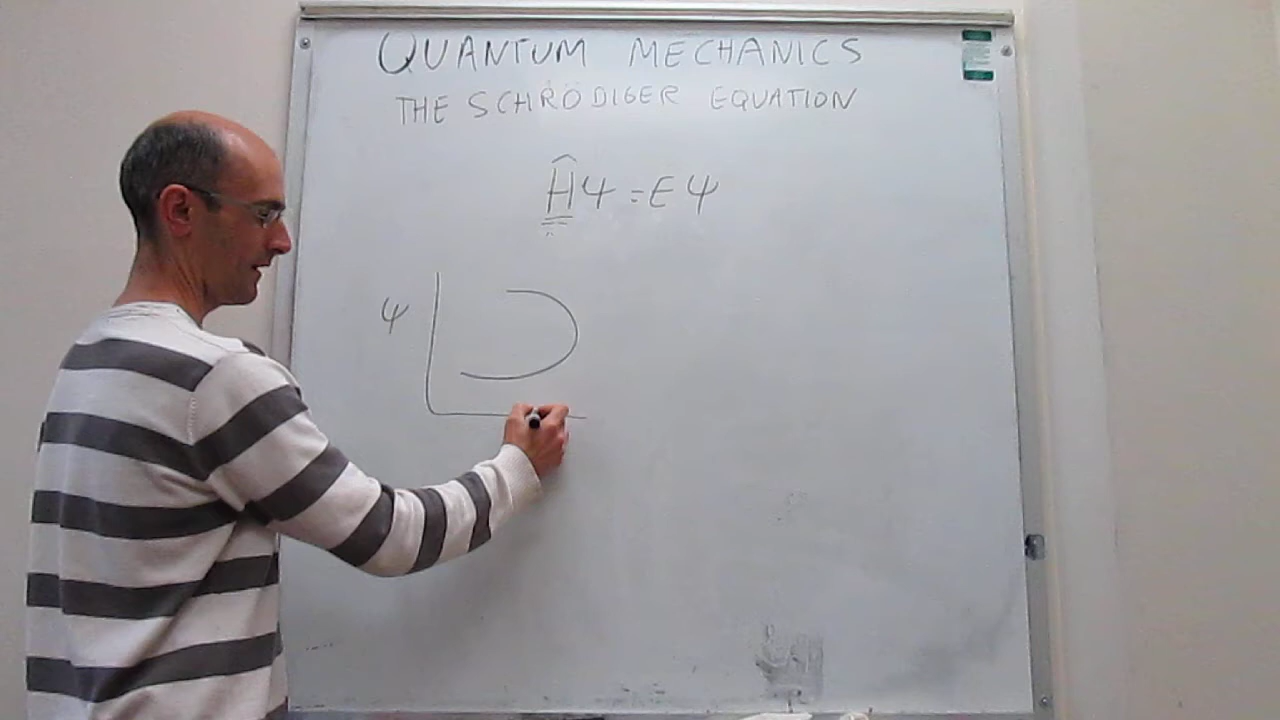 QUANTUM MECHANICS
THE SCHRÖDIGER EQUATION
ĤΨ=EΨ
Ψ